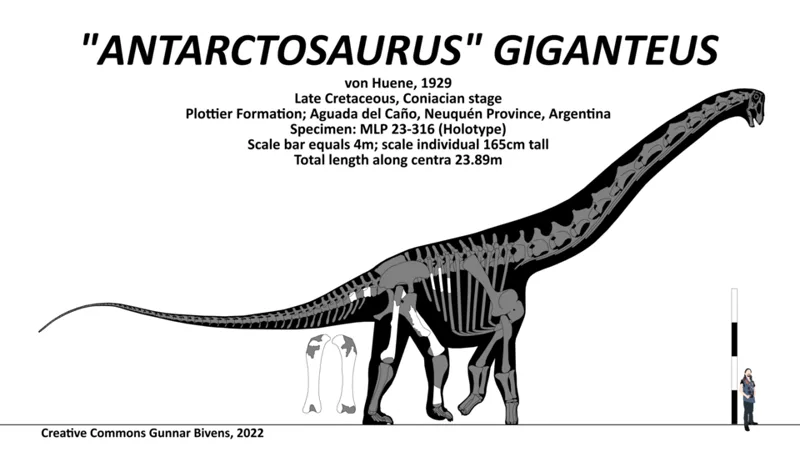 "ANTARCTOSAURUS" GIGANTEUS
von Huene, 1929
Late Cretaceous, Coniacian stage
Plottier Formation; Aguada del Caño, Neuquén Province, Argentina
Specimen: MLP 23-316 (Holotype)
Scale bar equals 4m; scale individual 165cm tall
Total length along centra 23.89m
Creative Commons Gunnar Bivens, 2022